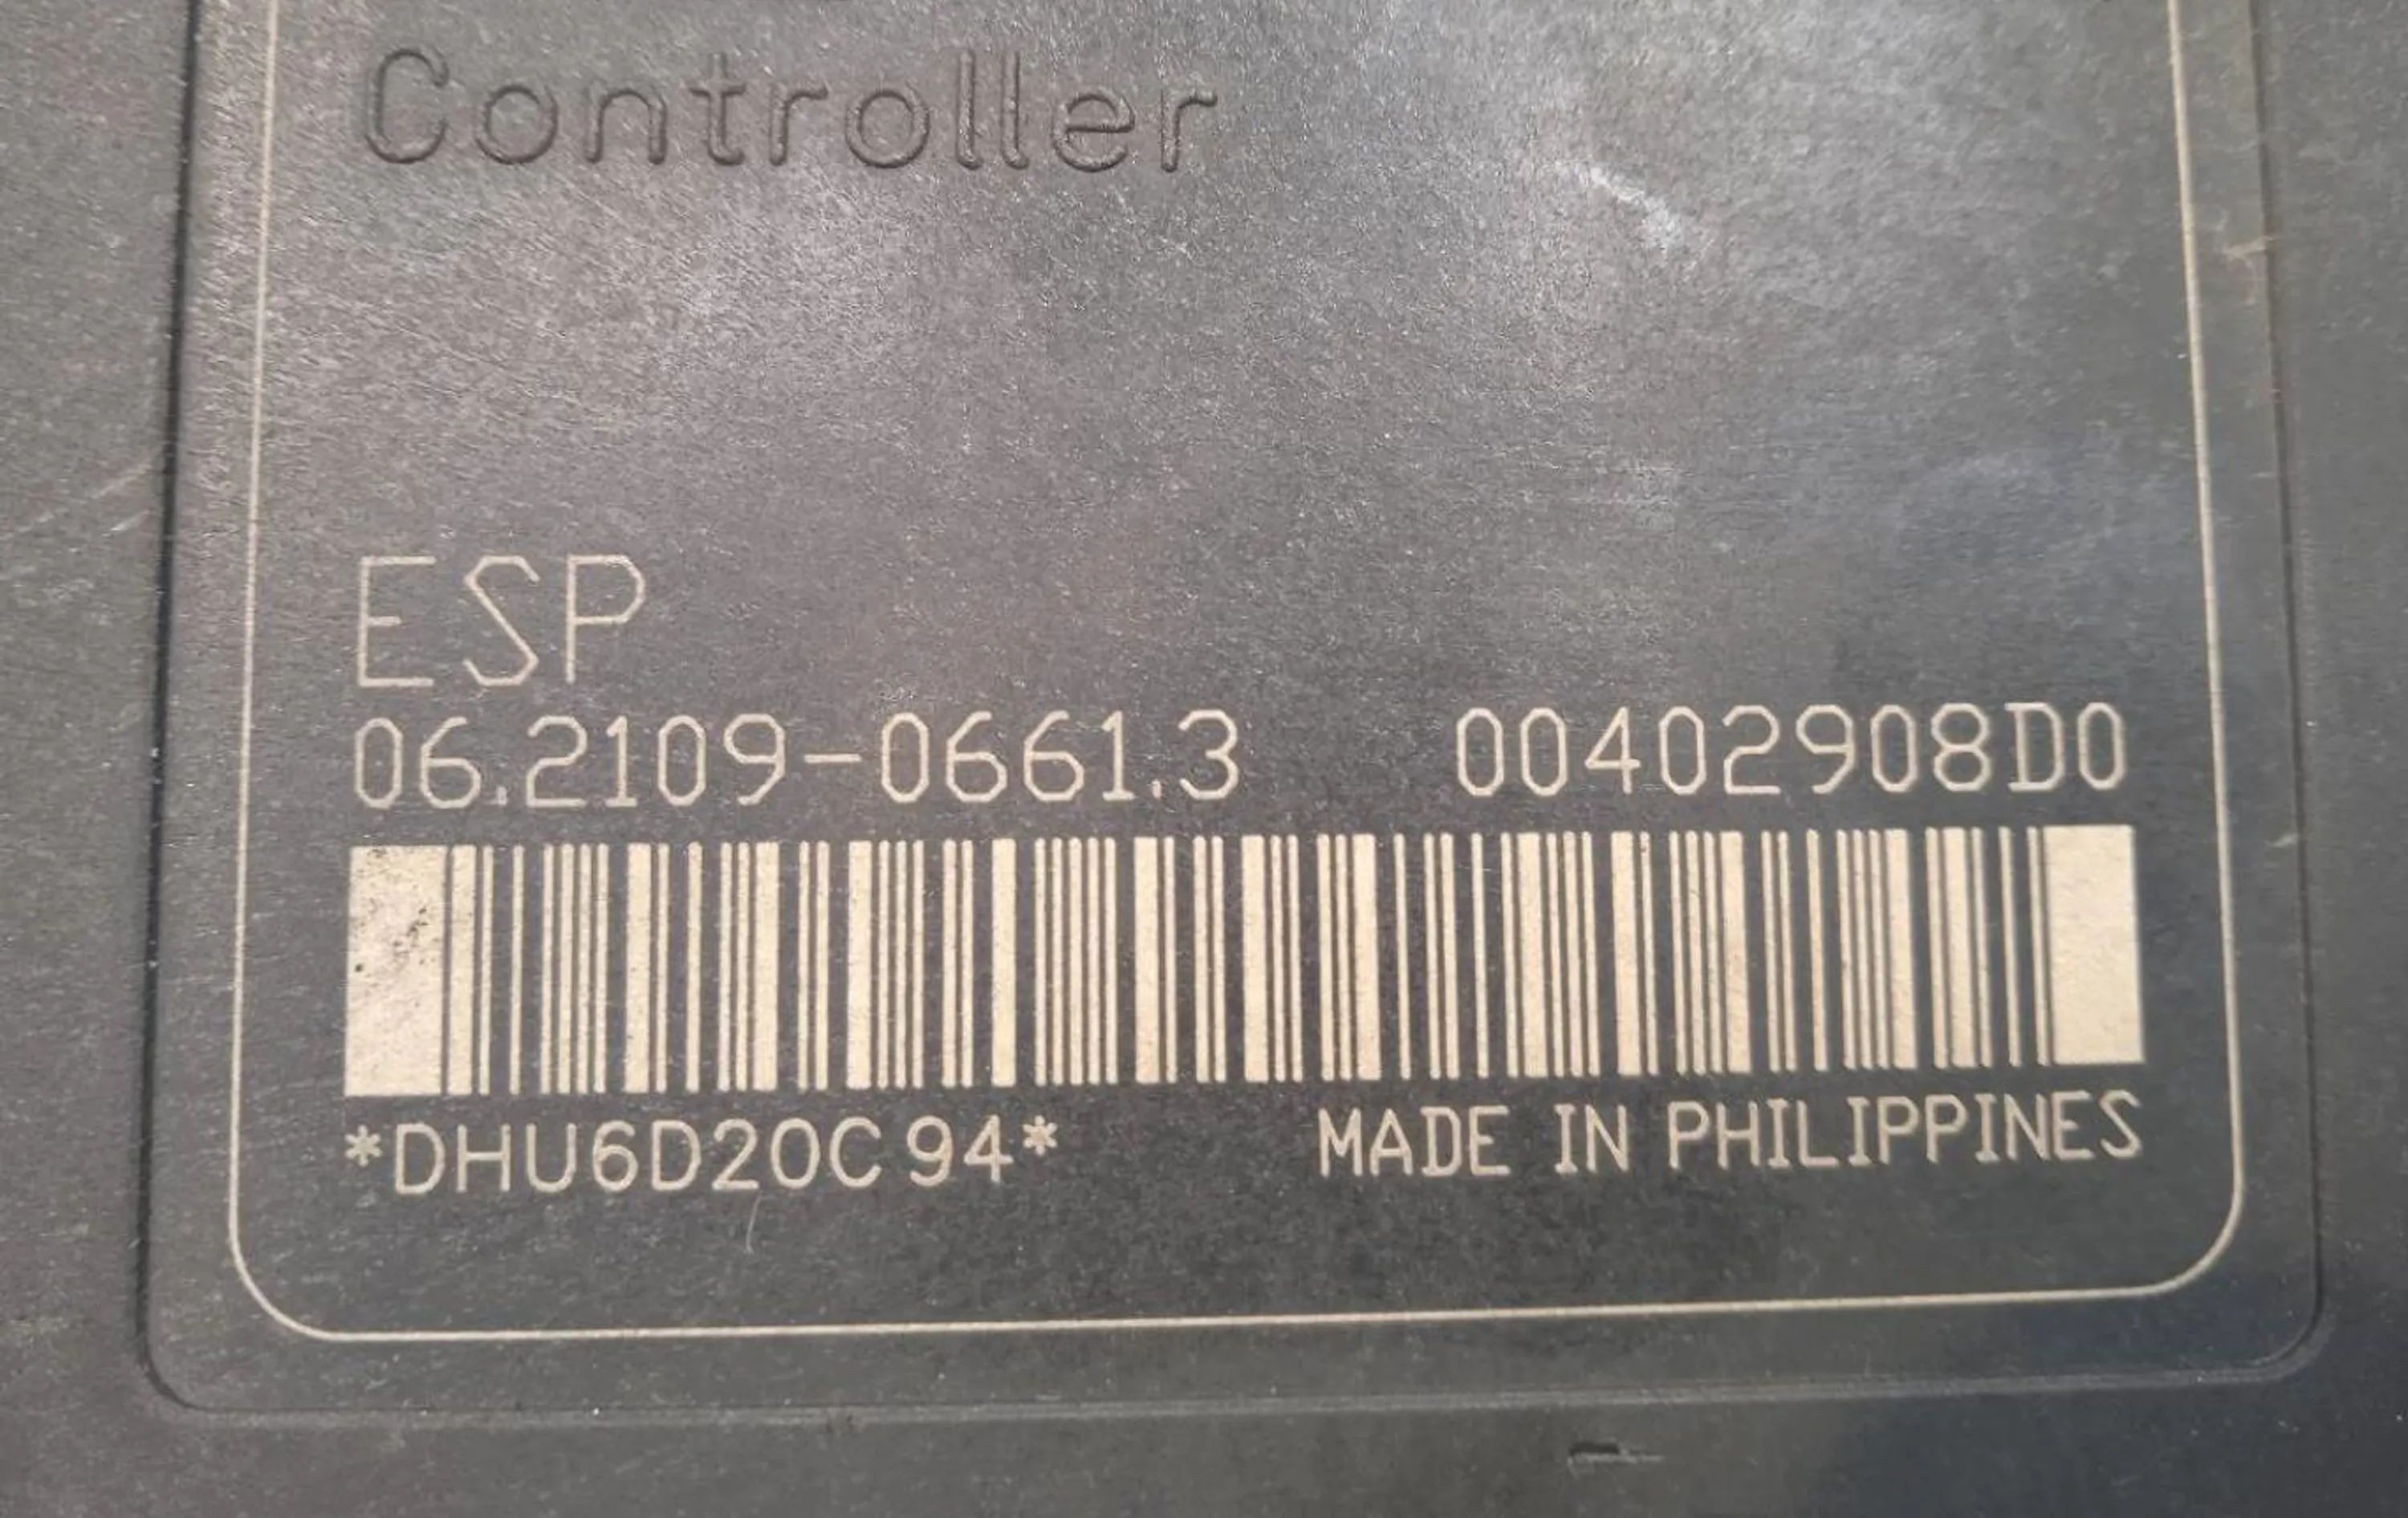 Controller
ESP
06.2109-0661.3 00402908D0
*DHU6D20C94* MADE IN PHILIPPINES